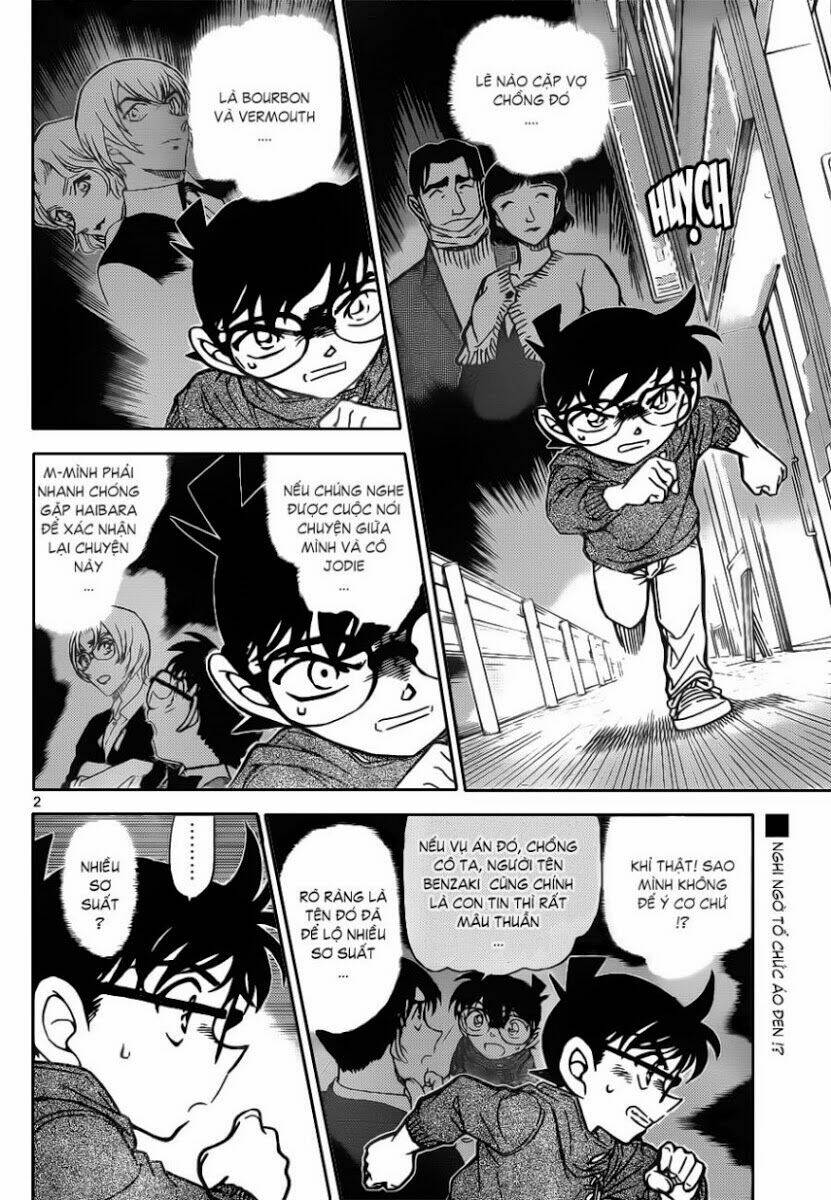 LẼ NÀO CẶP VỢ
CHỒNG ĐÓ
....
HUỴCH
LÀ BOURBON
VÀ VERMOUTH
....
NẾU CHÚNG NGHE
ĐƯỢC CUỘC NÓI
CHUYỆN GIỮA
MÌNH VÀ CÔ
JODIE
M-MÌNH PHẢI
NHANH CHÓNG
GẶP HAIBARA
ĐỂ XÁC NHẬN
LẠI CHUYỆN
NÀY
...
2
NGHI NGỜ TỔ CHỨC ÁO ĐEN !?
KHỈ THẬT! SAO
MÌNH KHÔNG
ĐỂ Ý CƠ CHỨ
!?
NẾU VỤ ÁN ĐÓ, CHỒNG
CÔ TA, NGƯỜI TÊN
BENZAKI CŨNG CHÍNH
LÀ CON TIN THÌ RẤT
MÂU THUẪN
...
RÕ RÀNG LÀ
TÊN ĐÓ ĐÃ
ĐỂ LỘ NHIỀU
SƠ SUẤT
...
......
NHIỀU
SƠ
SUẤT
?